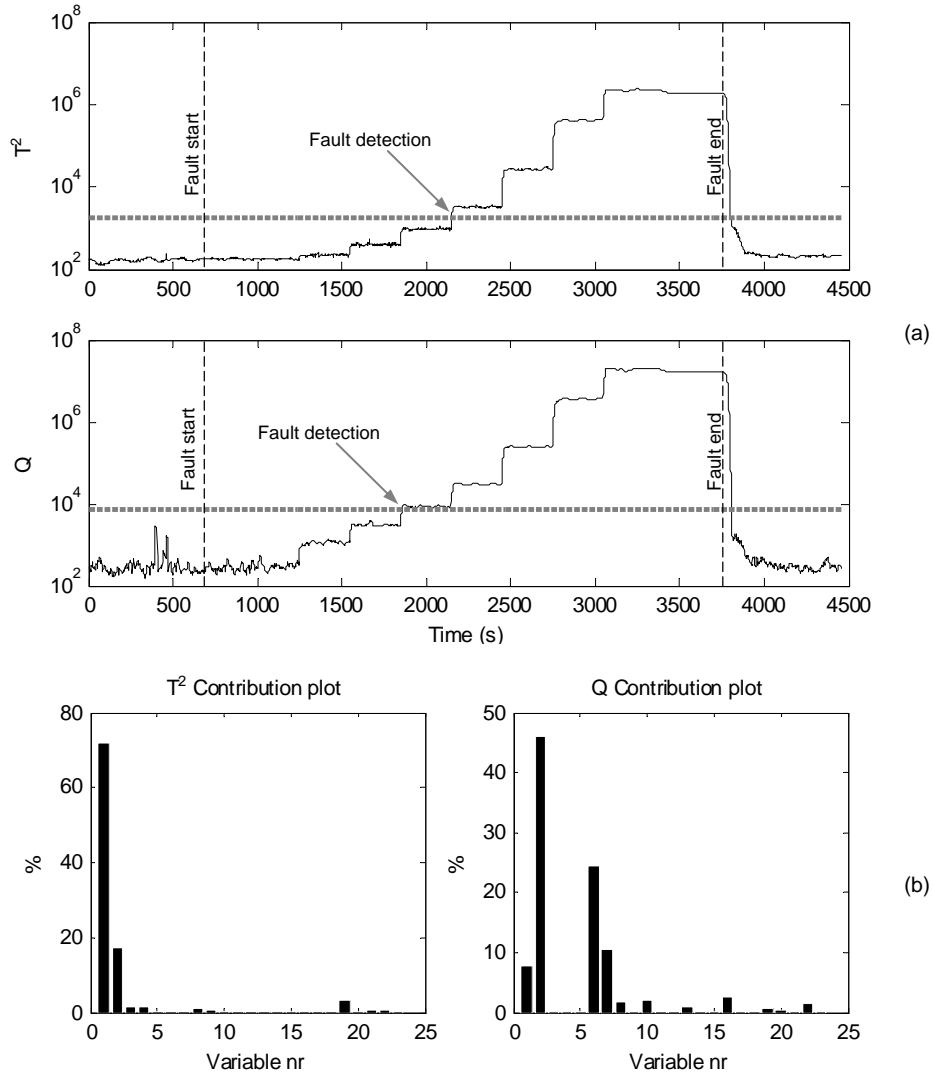 10^8
10^6
10^4
10^2
T^2
Fault start
Fault detection
Fault end
0 500 1000 1500 2000 2500 3000 3500 4000 4500
(a)
10^8
10^6
10^4
10^2
Q
Fault start
Fault detection
Fault end
0 500 1000 1500 2000 2500 3000 3500 4000 4500
Time (s)
T^2 Contribution plot
80
60
40
20
0
%
0 5 10 15 20 25
Variable nr
Q Contribution plot
50
40
30
20
10
0
%
0 5 10 15 20 25
Variable nr
(b)